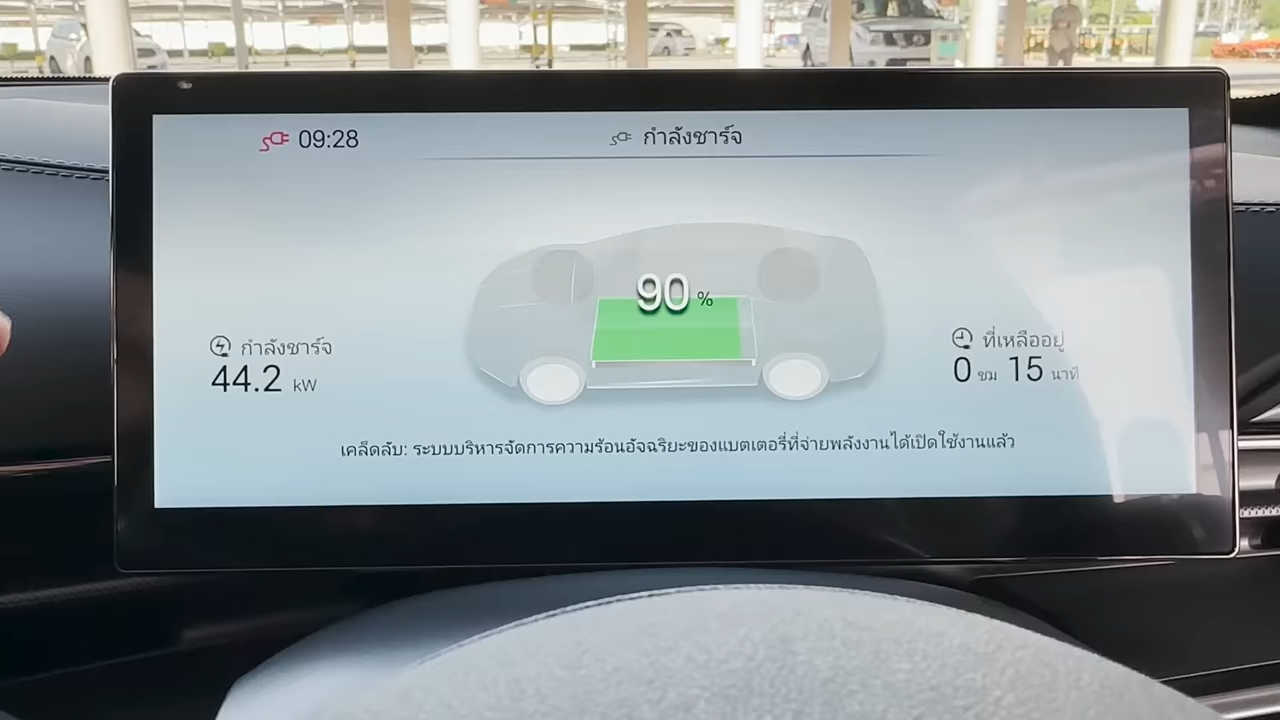 09:28
กำลังชาร์จ
90 %
กำลังชาร์จ
44.2 kW
ที่เหลืออยู่
0 ชม 15 นาที
เคล็ดลับ: ระบบบริหารจัดการความร้อนอัจฉริยะของแบตเตอรี่ที่จ่ายพลังงานได้เปิดใช้งานแล้ว